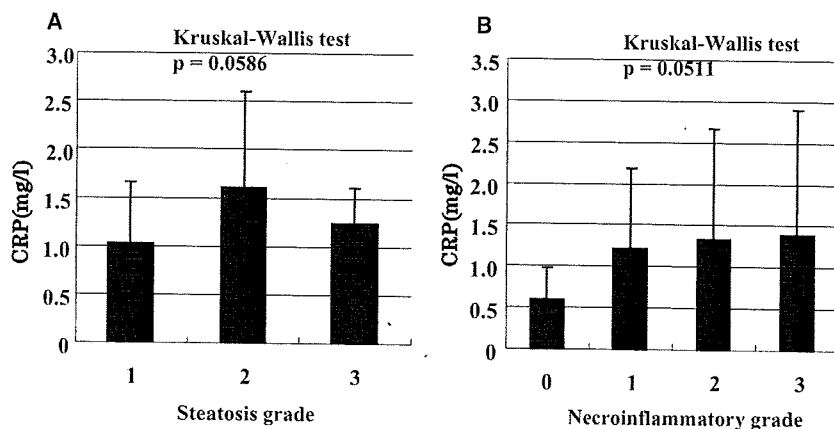 A
Kruskal-Wallis test
p = 0.0586
3.0
2.5
2.0
1.5
1.0
0.5
0
CRP(mg/l)
1 2 3
Steatosis grade
B
Kruskal-Wallis test
p = 0.0511
3.5
3.0
2.5
2.0
1.5
1.0
0.5
0
CRP(mg/l)
0 1 2 3
Necroinflammatory grade